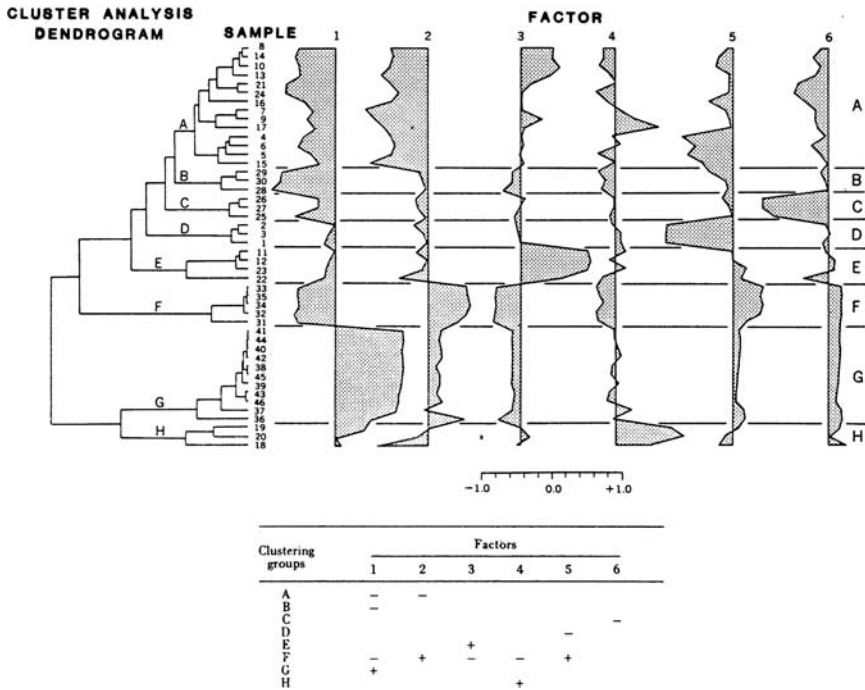 CLUSTER ANALYSIS
DENDROGRAM
SAMPLE
FACTOR
1 2 3 4 5 6
8
14
10
13
21
24
16
7
9
17
4
6
5
15
29
30
28
26
27
25
2
3
1
11
12
23
22
33
35
34
32
31
41
44
40
42
38
45
39
43
46
37
36
19
20
18
A
B
C
D
E
F
G
H
A
B
C
D
E
F
G
H
-1.0 0.0 +1.0
Clustering groups
Factors
1 2 3 4 5 6
A − −
B −
C −
D −
E +
F − + − − +
G +
H +